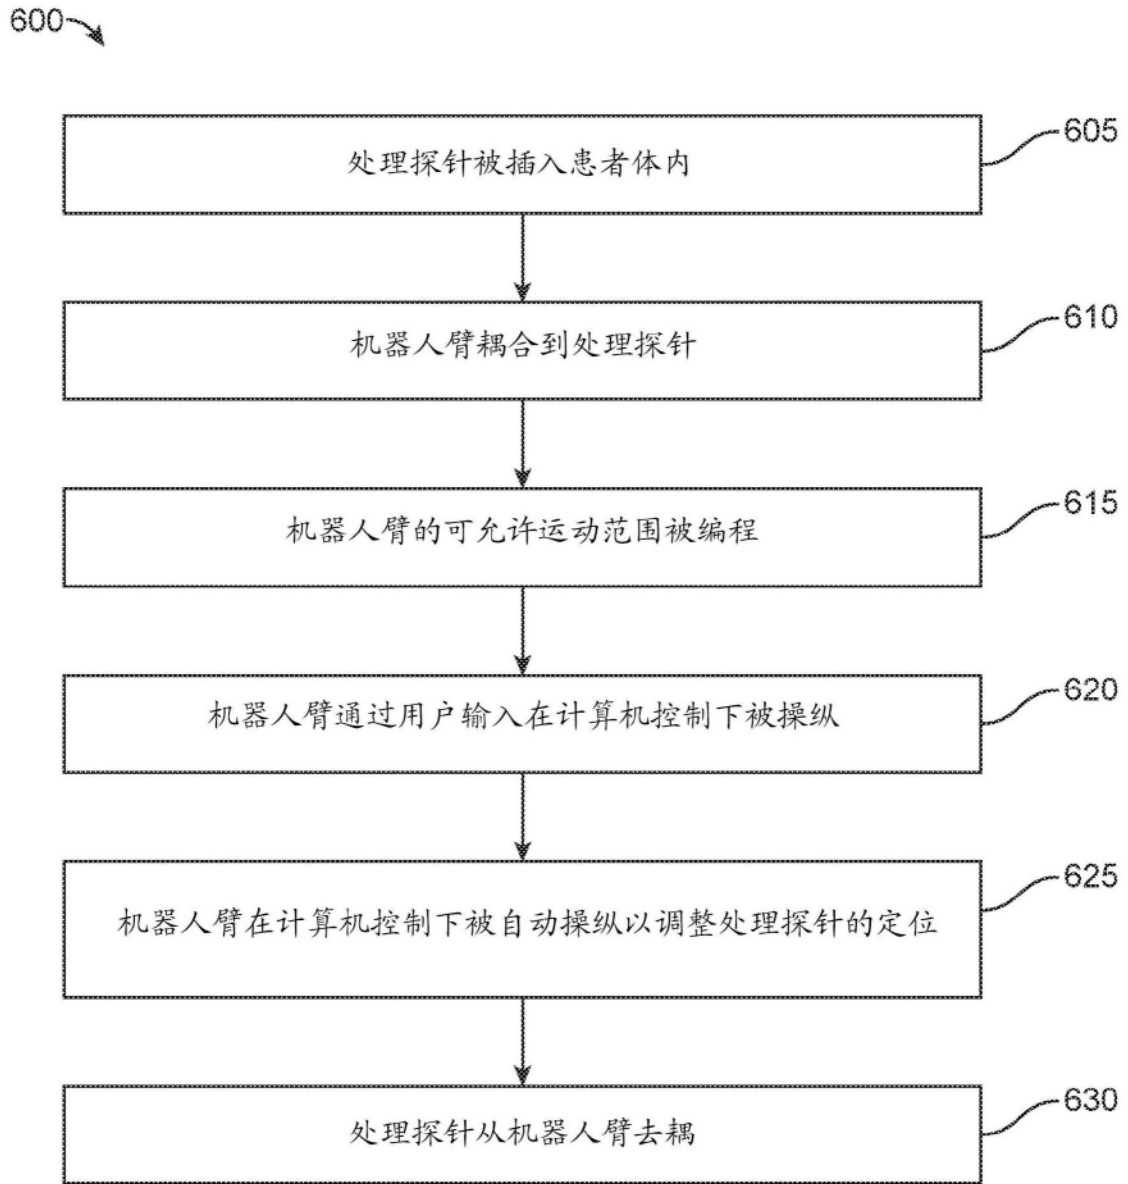 600
处理探针被插入患者体内
605
机器人臂耦合到处理探针
610
机器人臂的可允许运动范围被编程
615
机器人臂通过用户输入在计算机控制下被操纵
620
机器人臂在计算机控制下被自动操纵以调整处理探针的定位
625
处理探针从机器人臂去耦
630